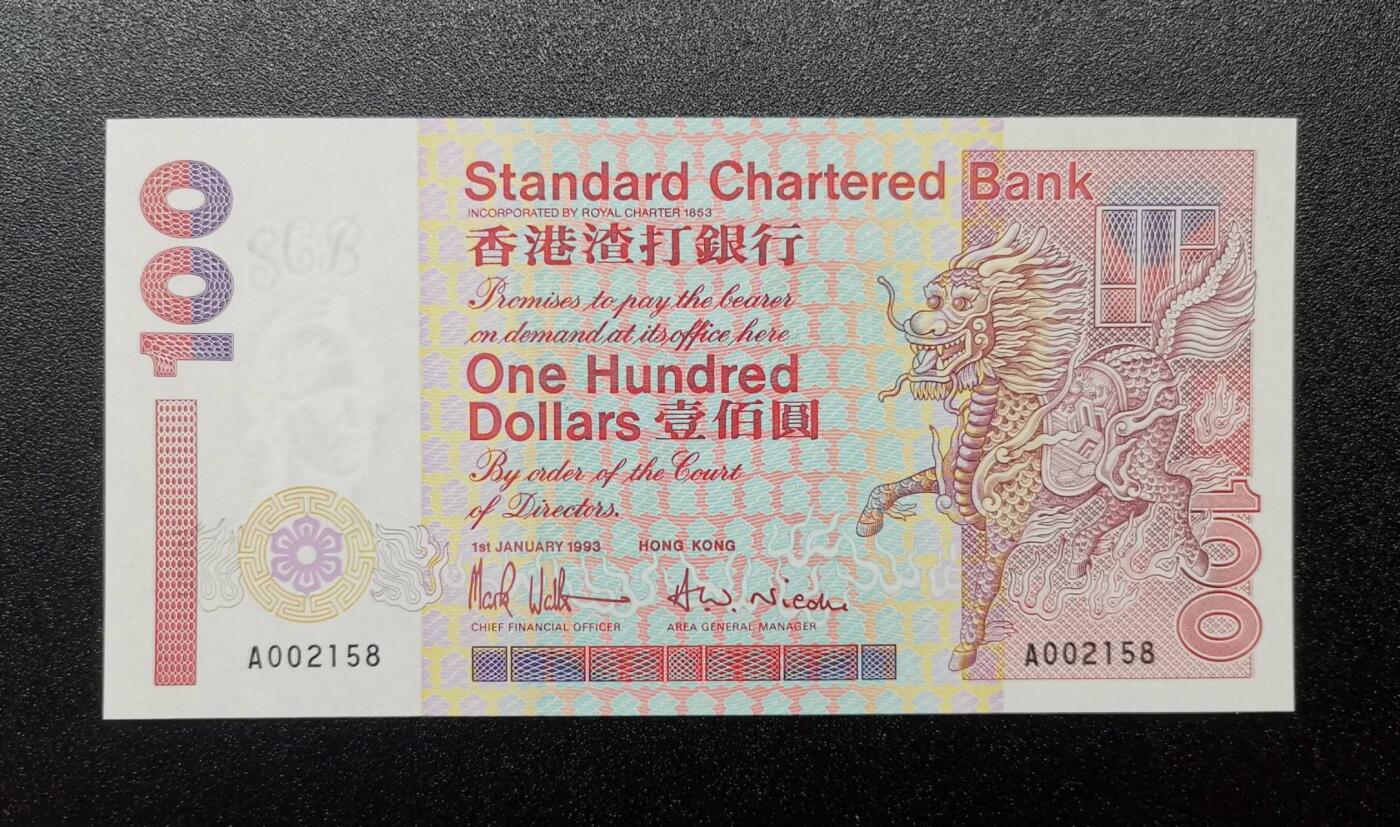 100
SCB
Standard Chartered Bank
INCORPORATED BY ROYAL CHARTER 1853
香港渣打銀行
Promises to pay the bearer
on demand at its office here
One Hundred
Dollars 壹佰圓
By order of the Court
of Directors.
1st JANUARY 1993 HONG KONG
CHIEF FINANCIAL OFFICER AREA GENERAL MANAGER
A002158
A002158
100